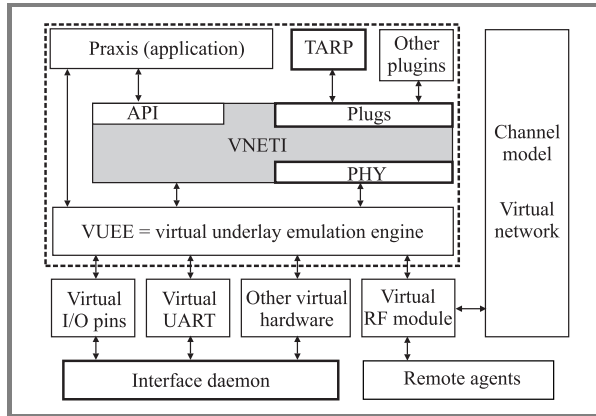 Praxis (application)
TARP
Other
plugins
API
Plugs
VNETI
PHY
VUEE = virtual underlay emulation engine
Channel
model
Virtual
network
Virtual
I/O pins
Virtual
UART
Other virtual
hardware
Virtual
RF module
Interface daemon
Remote agents